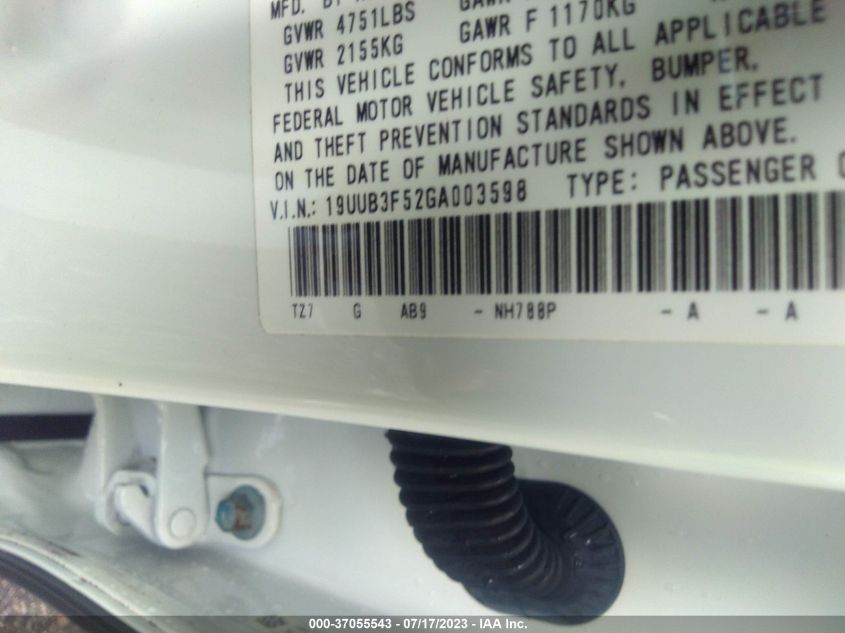 MFD. BY
GVWR 4751LBS GAWR
GVWR 2155KG GAWR F 1170KG
THIS VEHICLE CONFORMS TO ALL APPLICABLE
FEDERAL MOTOR VEHICLE SAFETY, BUMPER,
AND THEFT PREVENTION STANDARDS IN EFFECT
ON THE DATE OF MANUFACTURE SHOWN ABOVE.
V.I.N.: 19UUB3F52GA003598 TYPE: PASSENGER
TZ7 G AB9 - NH788P - A - A
000-37055543 - 07/17/2023 - IAA Inc.